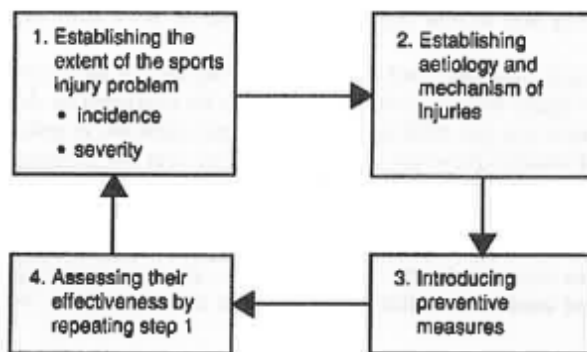 1. Establishing the
extent of the sports
injury problem
• incidence
• severity
2. Establishing
aetiology and
mechanism of
Injuries
3. Introducing
preventive
measures
4. Assessing their
effectiveness by
repeating step 1